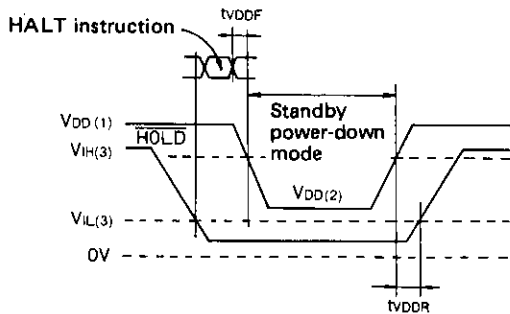 tVDDF
HALT instruction
Standby
power-down
mode
VDD(1)
HOLD
VIH(3)
VDD(2)
VIL(3)
0V
tVDDR